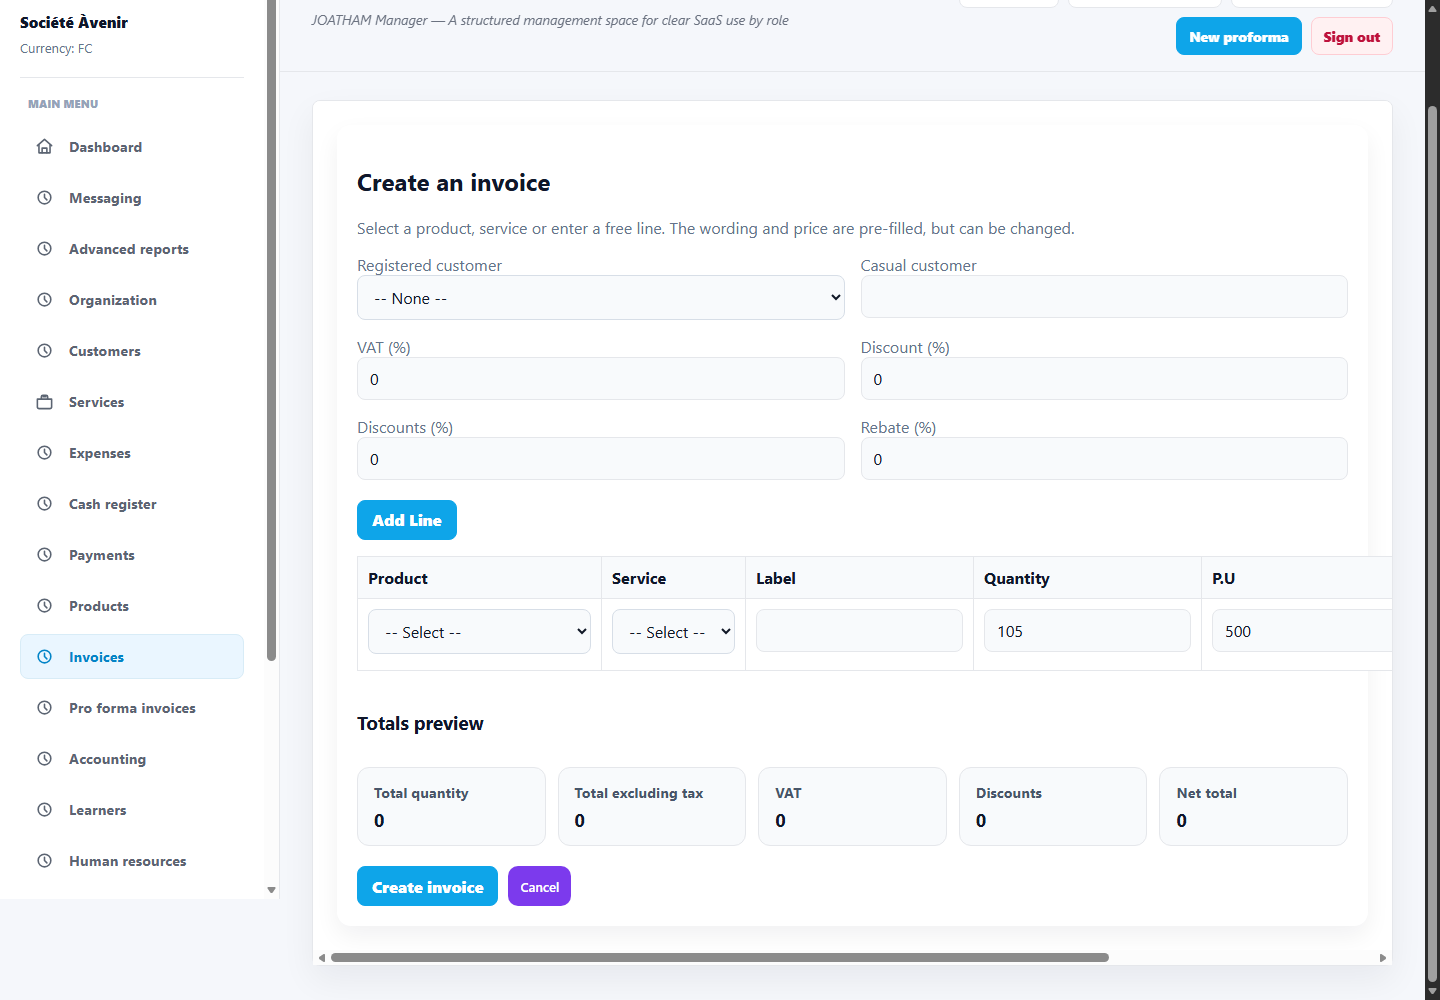 Société Àvenir
Currency: FC
MAIN MENU
Dashboard
Messaging
Advanced reports
Organization
Customers
Services
Expenses
Cash register
Payments
Products
Invoices
Pro forma invoices
Accounting
Learners
Human resources
JOATHAM Manager — A structured management space for clear SaaS use by role
New proforma
Sign out
Create an invoice
Select a product, service or enter a free line. The wording and price are pre-filled, but can be changed.
Registered customer
-- None --
Casual customer
VAT (%)
0
Discount (%)
0
Discounts (%)
0
Rebate (%)
0
Add Line
Product Service Label Quantity P.U
-- Select -- -- Select -- 105 500
Totals preview
Total quantity
0
Total excluding tax
0
VAT
0
Discounts
0
Net total
0
Create invoice
Cancel